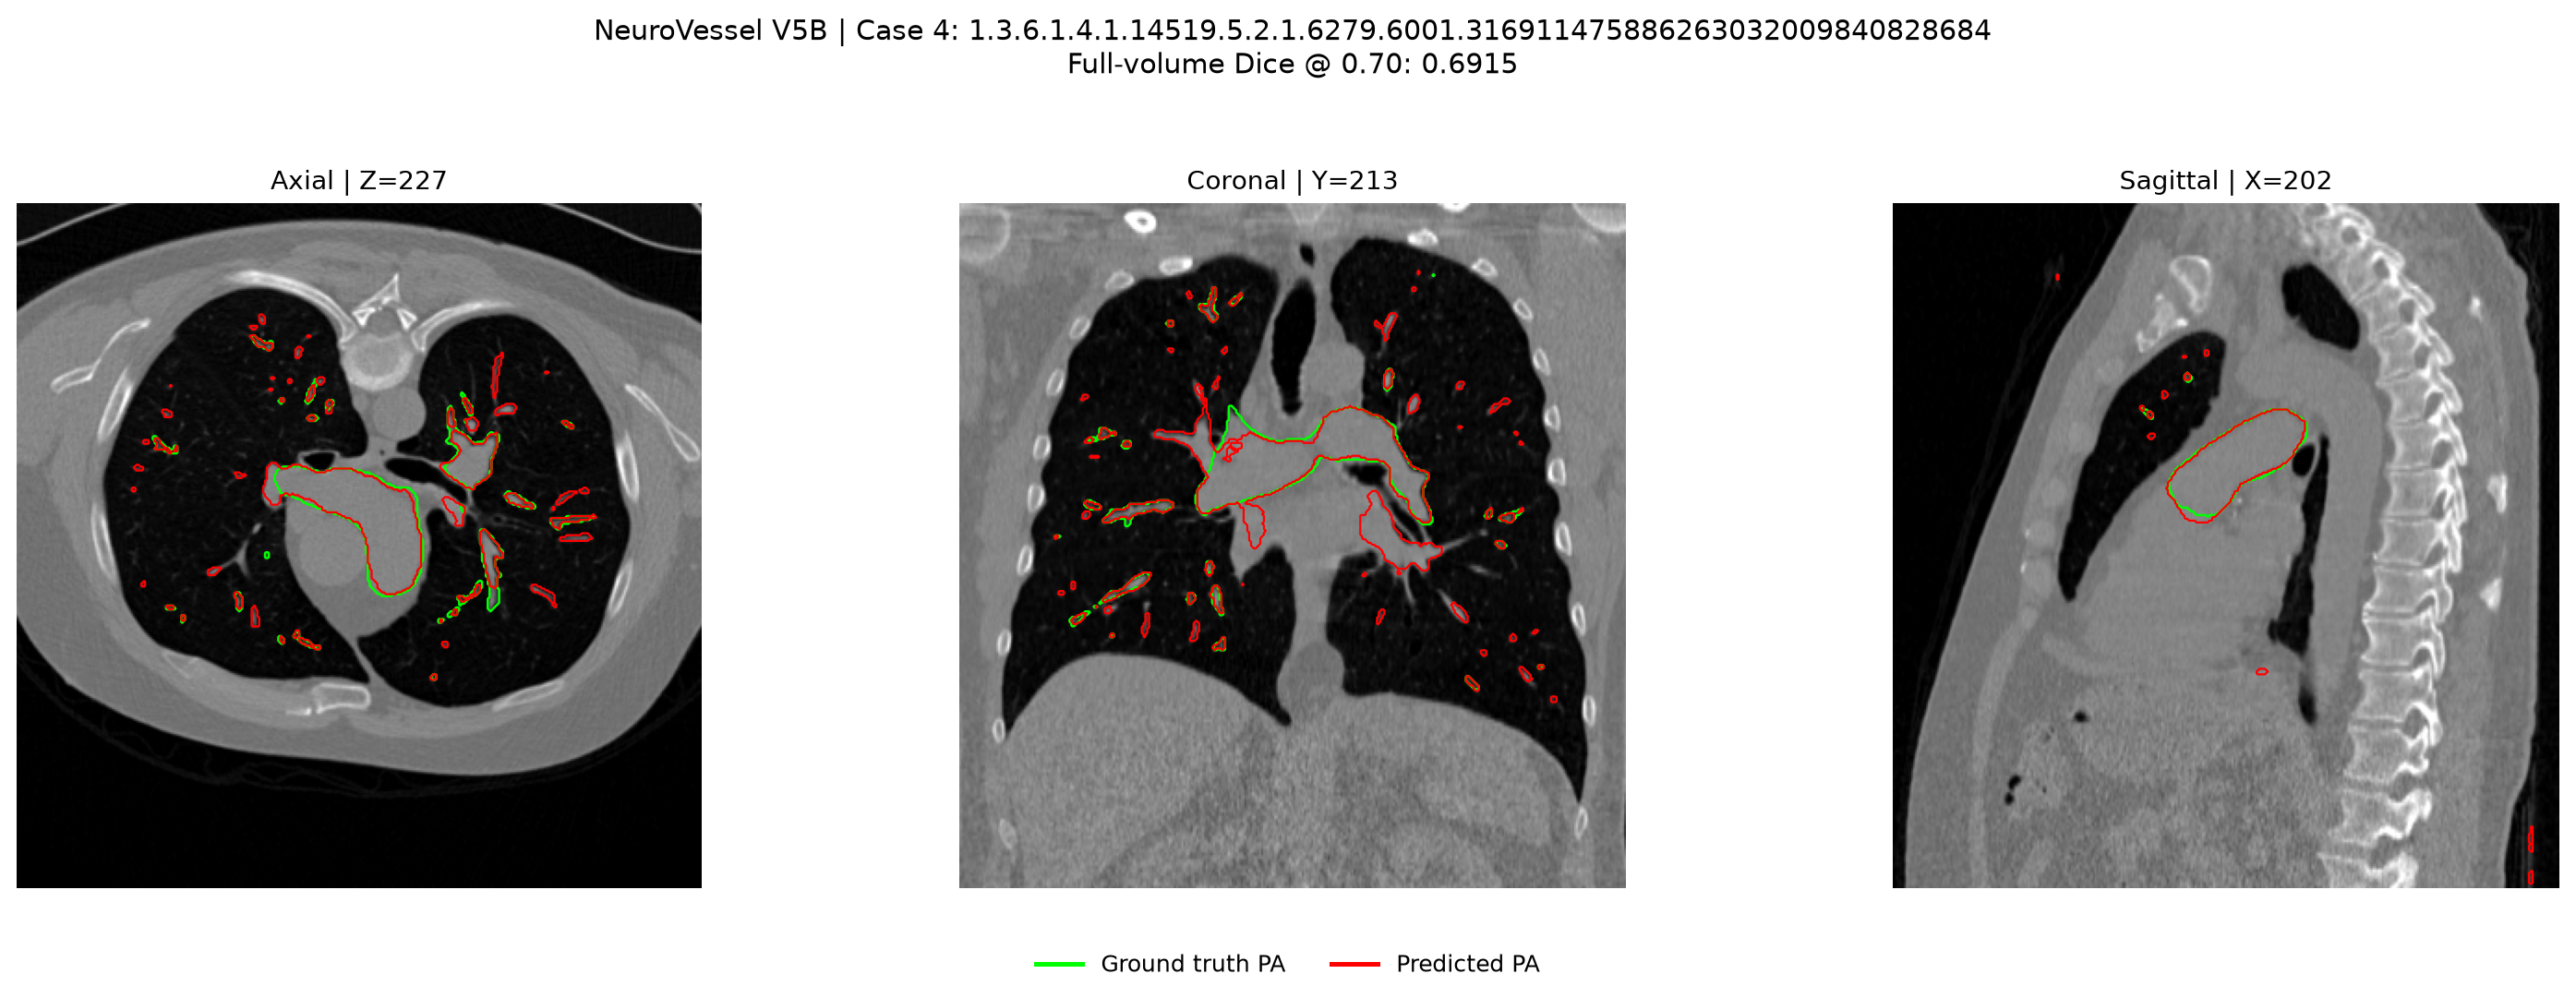 NeuroVessel V5B | Case 4: 1.3.6.1.4.1.14519.5.2.1.6279.6001.316911475886263032009840828684
Full-volume Dice @ 0.70: 0.6915
Axial | Z=227
Coronal | Y=213
Sagittal | X=202
Ground truth PA
Predicted PA